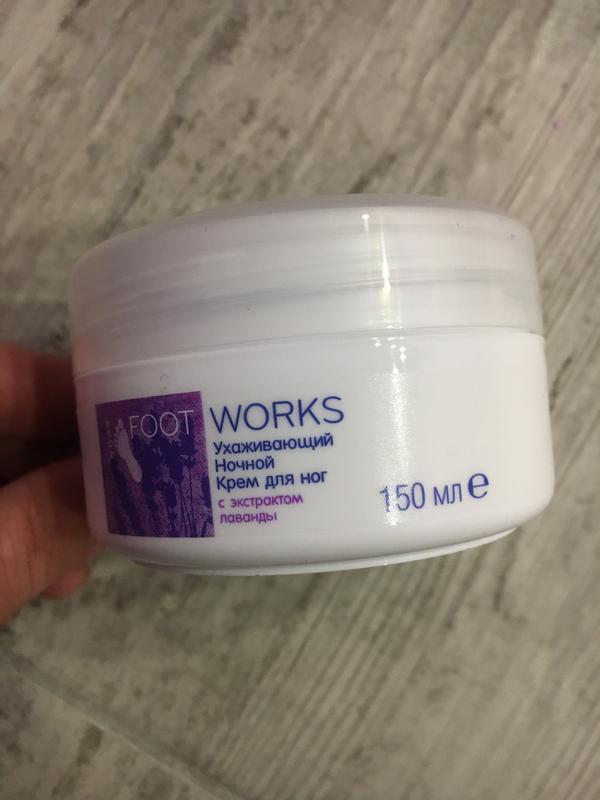 FOOT WORKS
Ухаживающий
Ночной
Крем для ног
с экстрактом
лаванды
150 мл e